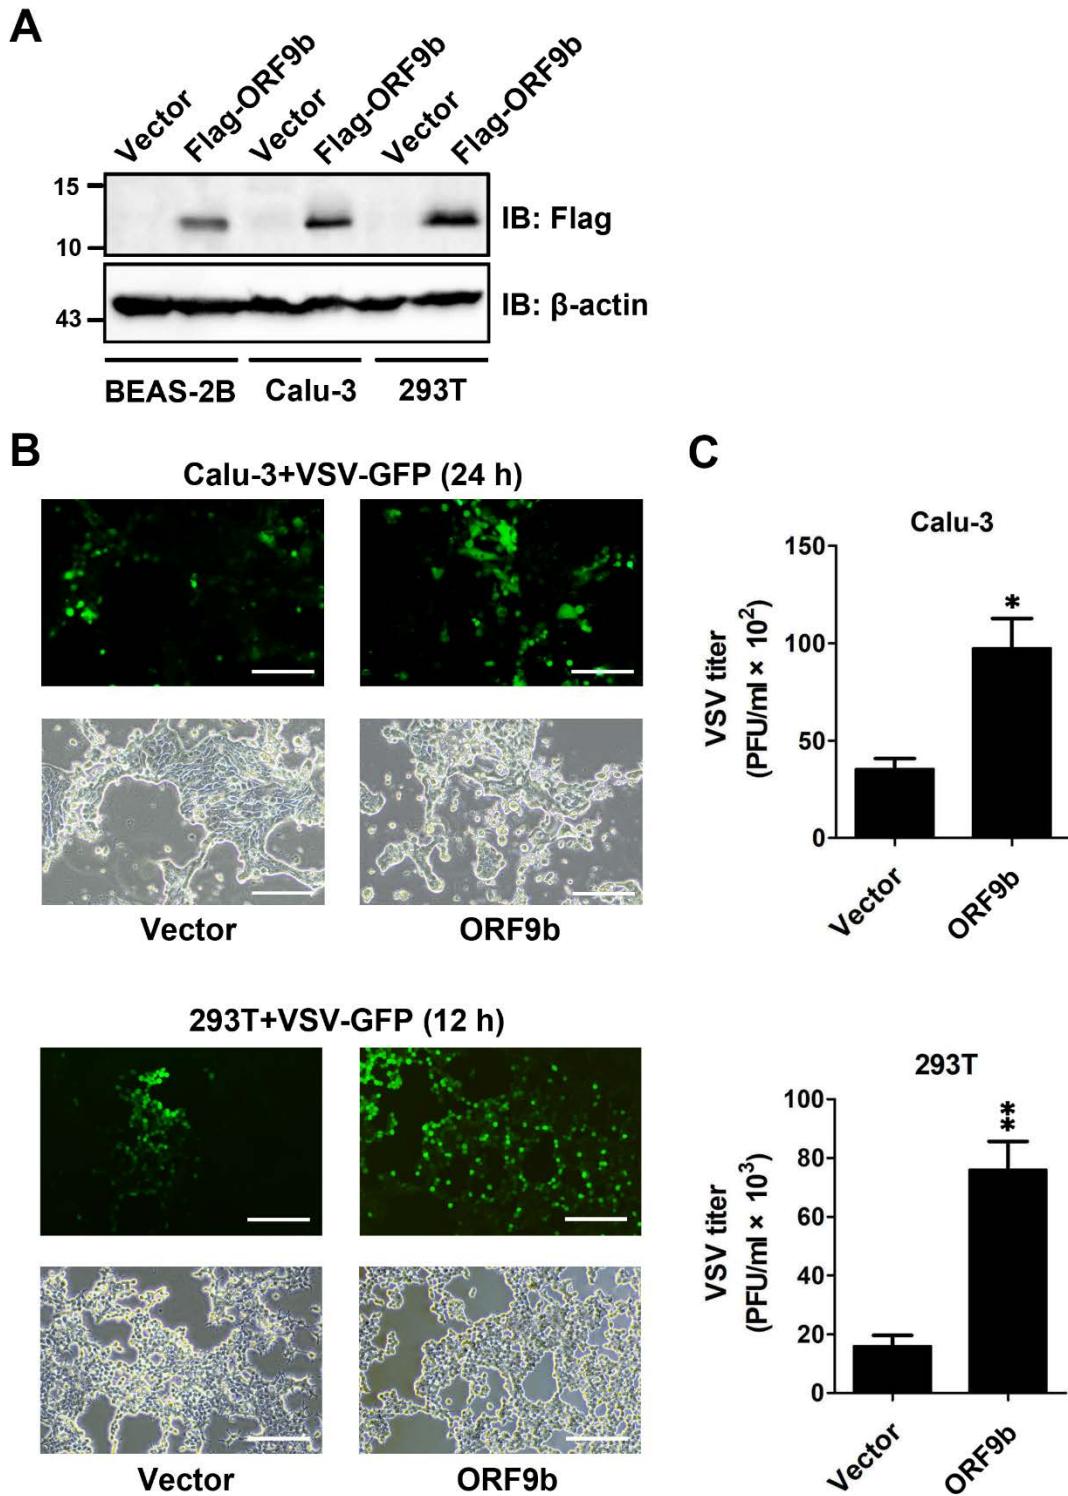 A
Vector Flag-ORF9b Vector Flag-ORF9b Vector Flag-ORF9b
15
10
IB: Flag
43
IB: β-actin
BEAS-2B Calu-3 293T
B
Calu-3+VSV-GFP (24 h)
Vector ORF9b
293T+VSV-GFP (12 h)
Vector ORF9b
C
Calu-3
VSV titer
(PFU/ml × 10²)
150
100
50
0
*
Vector ORF9b
293T
VSV titer
(PFU/ml × 10³)
100
80
60
40
20
0
**
Vector ORF9b